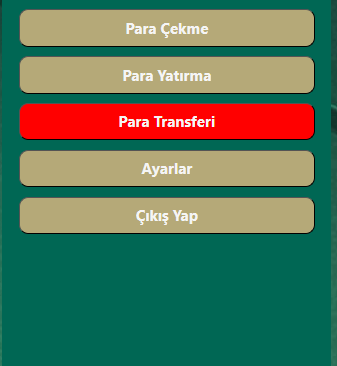 Para Çekme
Para Yatırma
Para Transferi
Ayarlar
Çıkış Yap